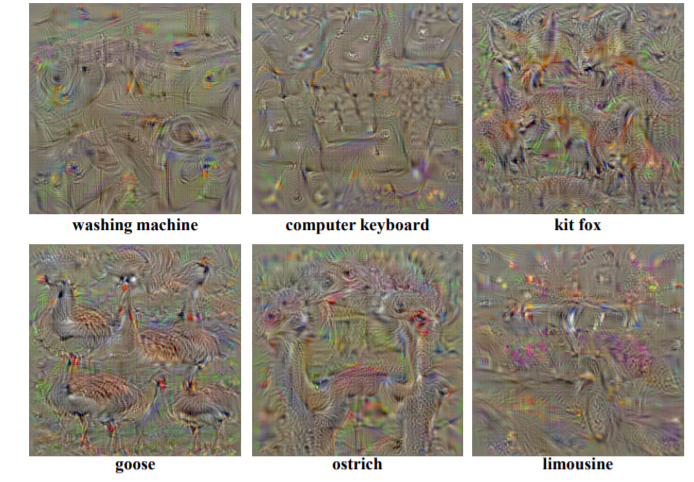 washing machine
computer keyboard
kit fox
goose
ostrich
limousine